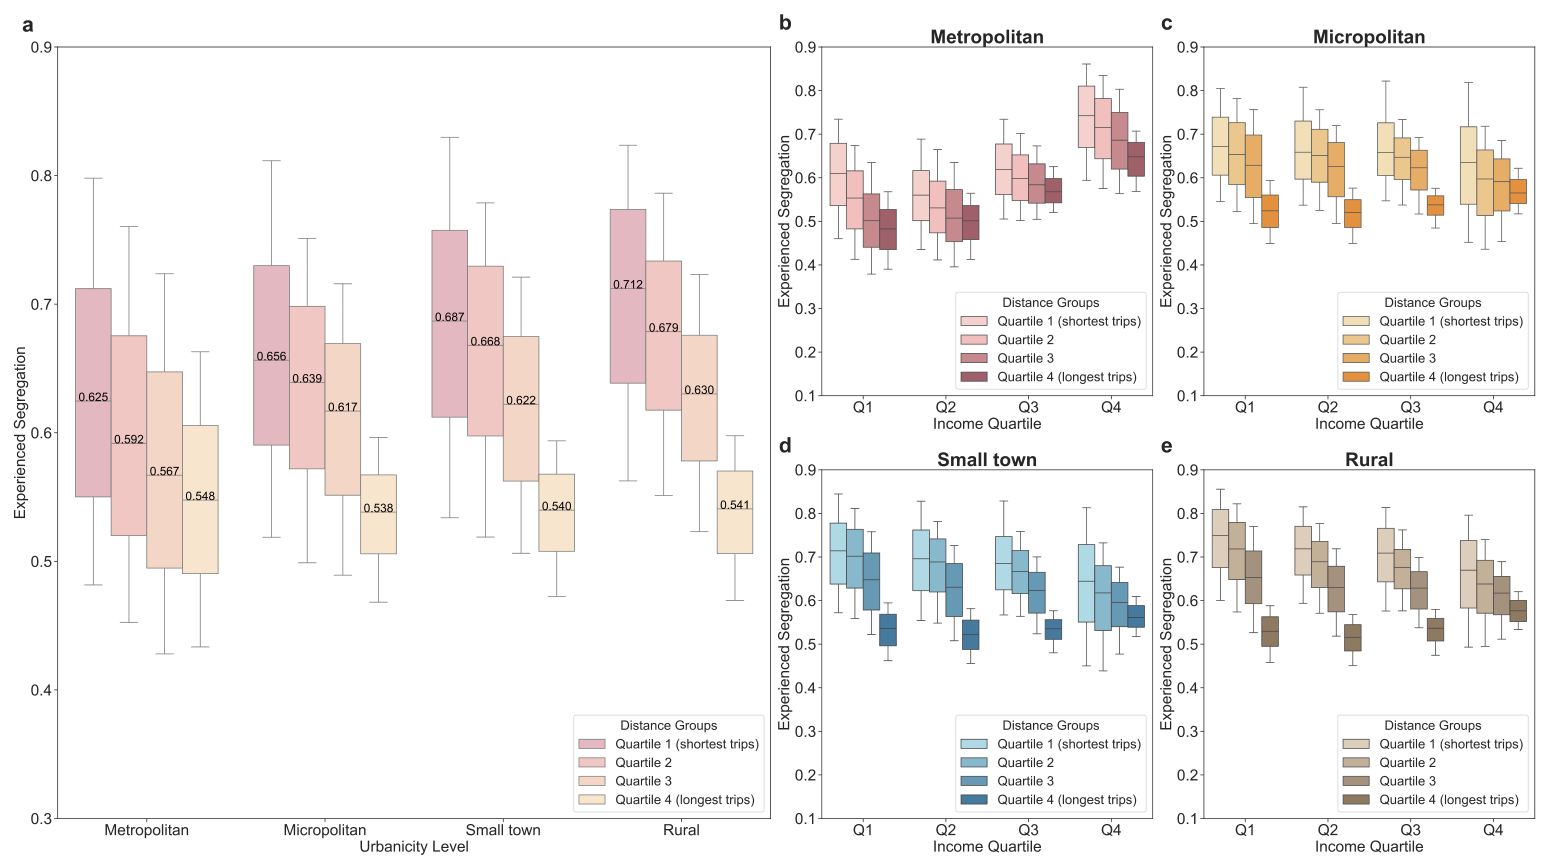 a
0.9
0.8
0.7
0.6
0.5
0.4
0.3
Experienced Segregation
0.625
0.592
0.567
0.548
0.656
0.639
0.617
0.538
0.687
0.668
0.622
0.540
0.712
0.679
0.630
0.541
Distance Groups
Quartile 1 (shortest trips)
Quartile 2
Quartile 3
Quartile 4 (longest trips)
Metropolitan
Micropolitan
Small town
Rural
Urbanicity Level
b
Metropolitan
0.9
0.8
0.7
0.6
0.5
0.4
0.3
0.2
0.1
Experienced Segregation
Distance Groups
Quartile 1 (shortest trips)
Quartile 2
Quartile 3
Quartile 4 (longest trips)
Q1
Q2
Q3
Q4
Income Quartile
c
Micropolitan
0.9
0.8
0.7
0.6
0.5
0.4
0.3
0.2
0.1
Experienced Segregation
Distance Groups
Quartile 1 (shortest trips)
Quartile 2
Quartile 3
Quartile 4 (longest trips)
Q1
Q2
Q3
Q4
Income Quartile
d
Small town
0.9
0.8
0.7
0.6
0.5
0.4
0.3
0.2
0.1
Experienced Segregation
Distance Groups
Quartile 1 (shortest trips)
Quartile 2
Quartile 3
Quartile 4 (longest trips)
Q1
Q2
Q3
Q4
Income Quartile
e
Rural
0.9
0.8
0.7
0.6
0.5
0.4
0.3
0.2
0.1
Experienced Segregation
Distance Groups
Quartile 1 (shortest trips)
Quartile 2
Quartile 3
Quartile 4 (longest trips)
Q1
Q2
Q3
Q4
Income Quartile